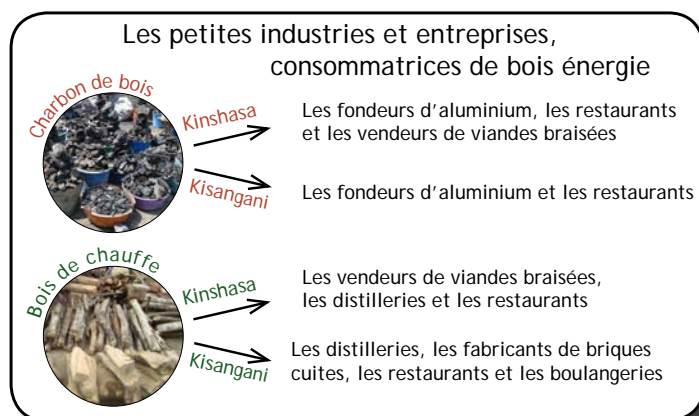 Les petites industries et entreprises,
consommatrices de bois énergie
Charbon de bois
Kinshasa
Les fondeurs d'aluminium, les restaurants
et les vendeurs de viandes braisées
Kisangani
Les fondeurs d'aluminium et les restaurants
Bois de chauffe
Kinshasa
Les vendeurs de viandes braisées,
les distilleries et les restaurants
Kisangani
Les distilleries, les fabricants de briques
cuites, les restaurants et les boulangeries